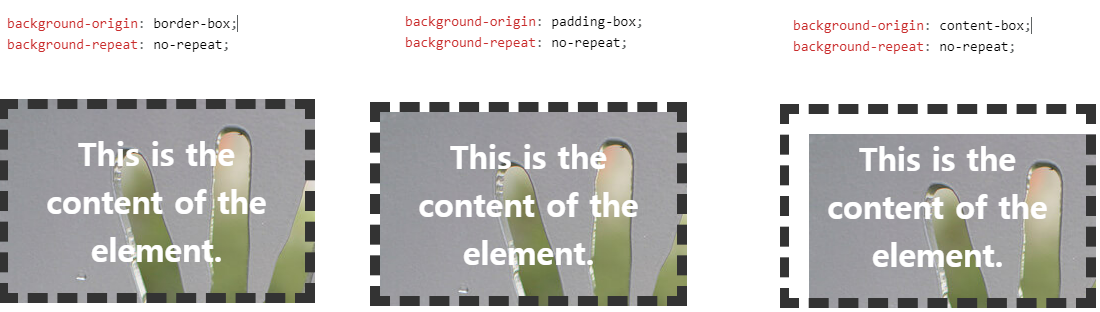 background-origin: border-box;
background-repeat: no-repeat;
This is the
content of the
element.
background-origin: padding-box;
background-repeat: no-repeat;
This is the
content of the
element.
background-origin: content-box;
background-repeat: no-repeat;
This is the
content of the
element.